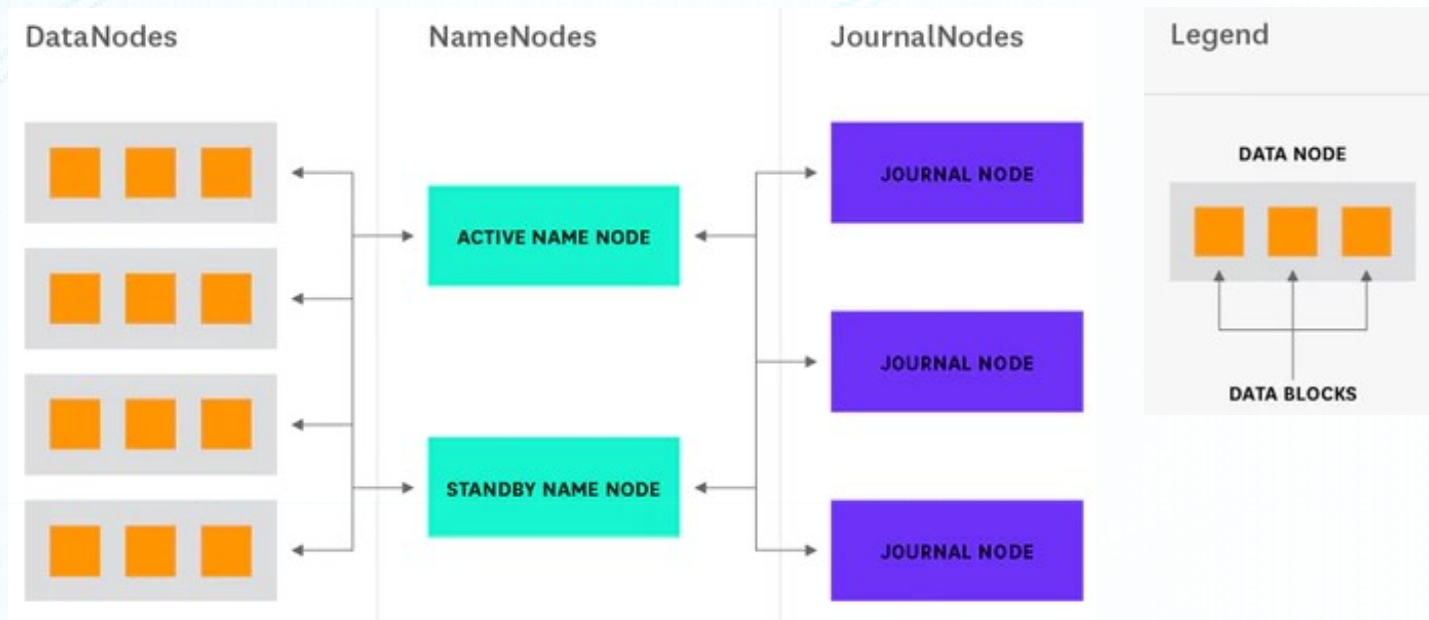 DataNodes
NameNodes
JournalNodes
Legend
ACTIVE NAME NODE
STANDBY NAME NODE
JOURNAL NODE
JOURNAL NODE
JOURNAL NODE
DATA NODE
DATA BLOCKS